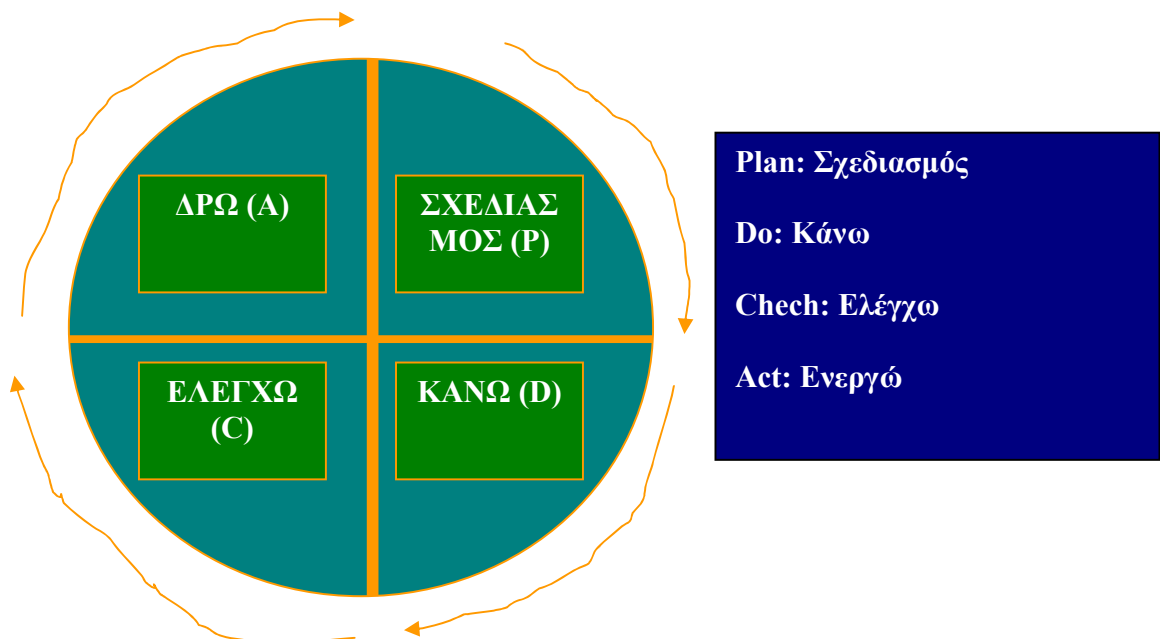 ΔΡΩ (Α)
ΣΧΕΔΙΑΣ
ΜΟΣ (P)
ΕΛΕΓΧΩ
(C)
ΚΑΝΩ (D)
Plan: Σχεδιασμός
Do: Κάνω
Chech: Ελέγχω
Act: Ενεργώ